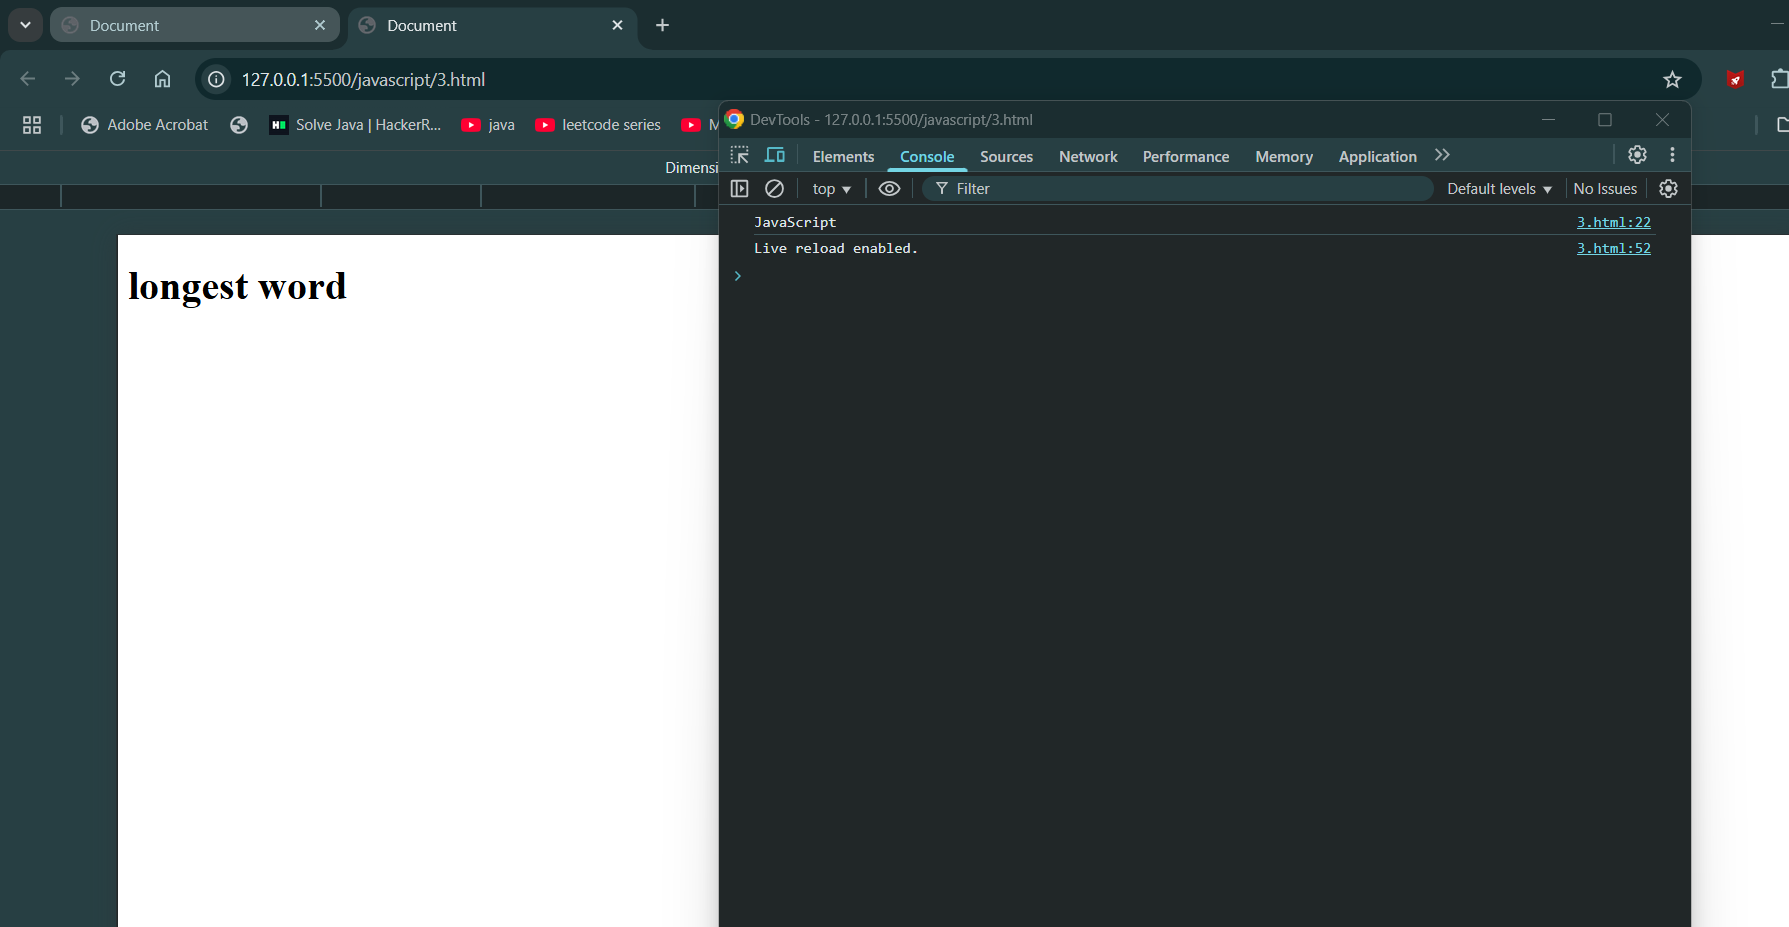 Document
Document
127.0.0.1:5500/javascript/3.html
Adobe Acrobat
Solve Java | HackerR...
java
leetcode series
M
DevTools - 127.0.0.1:5500/javascript/3.html
Dimensi
Elements Console Sources Network Performance Memory Application
top Filter Default levels No Issues
JavaScript 3.html:22
Live reload enabled. 3.html:52
longest word